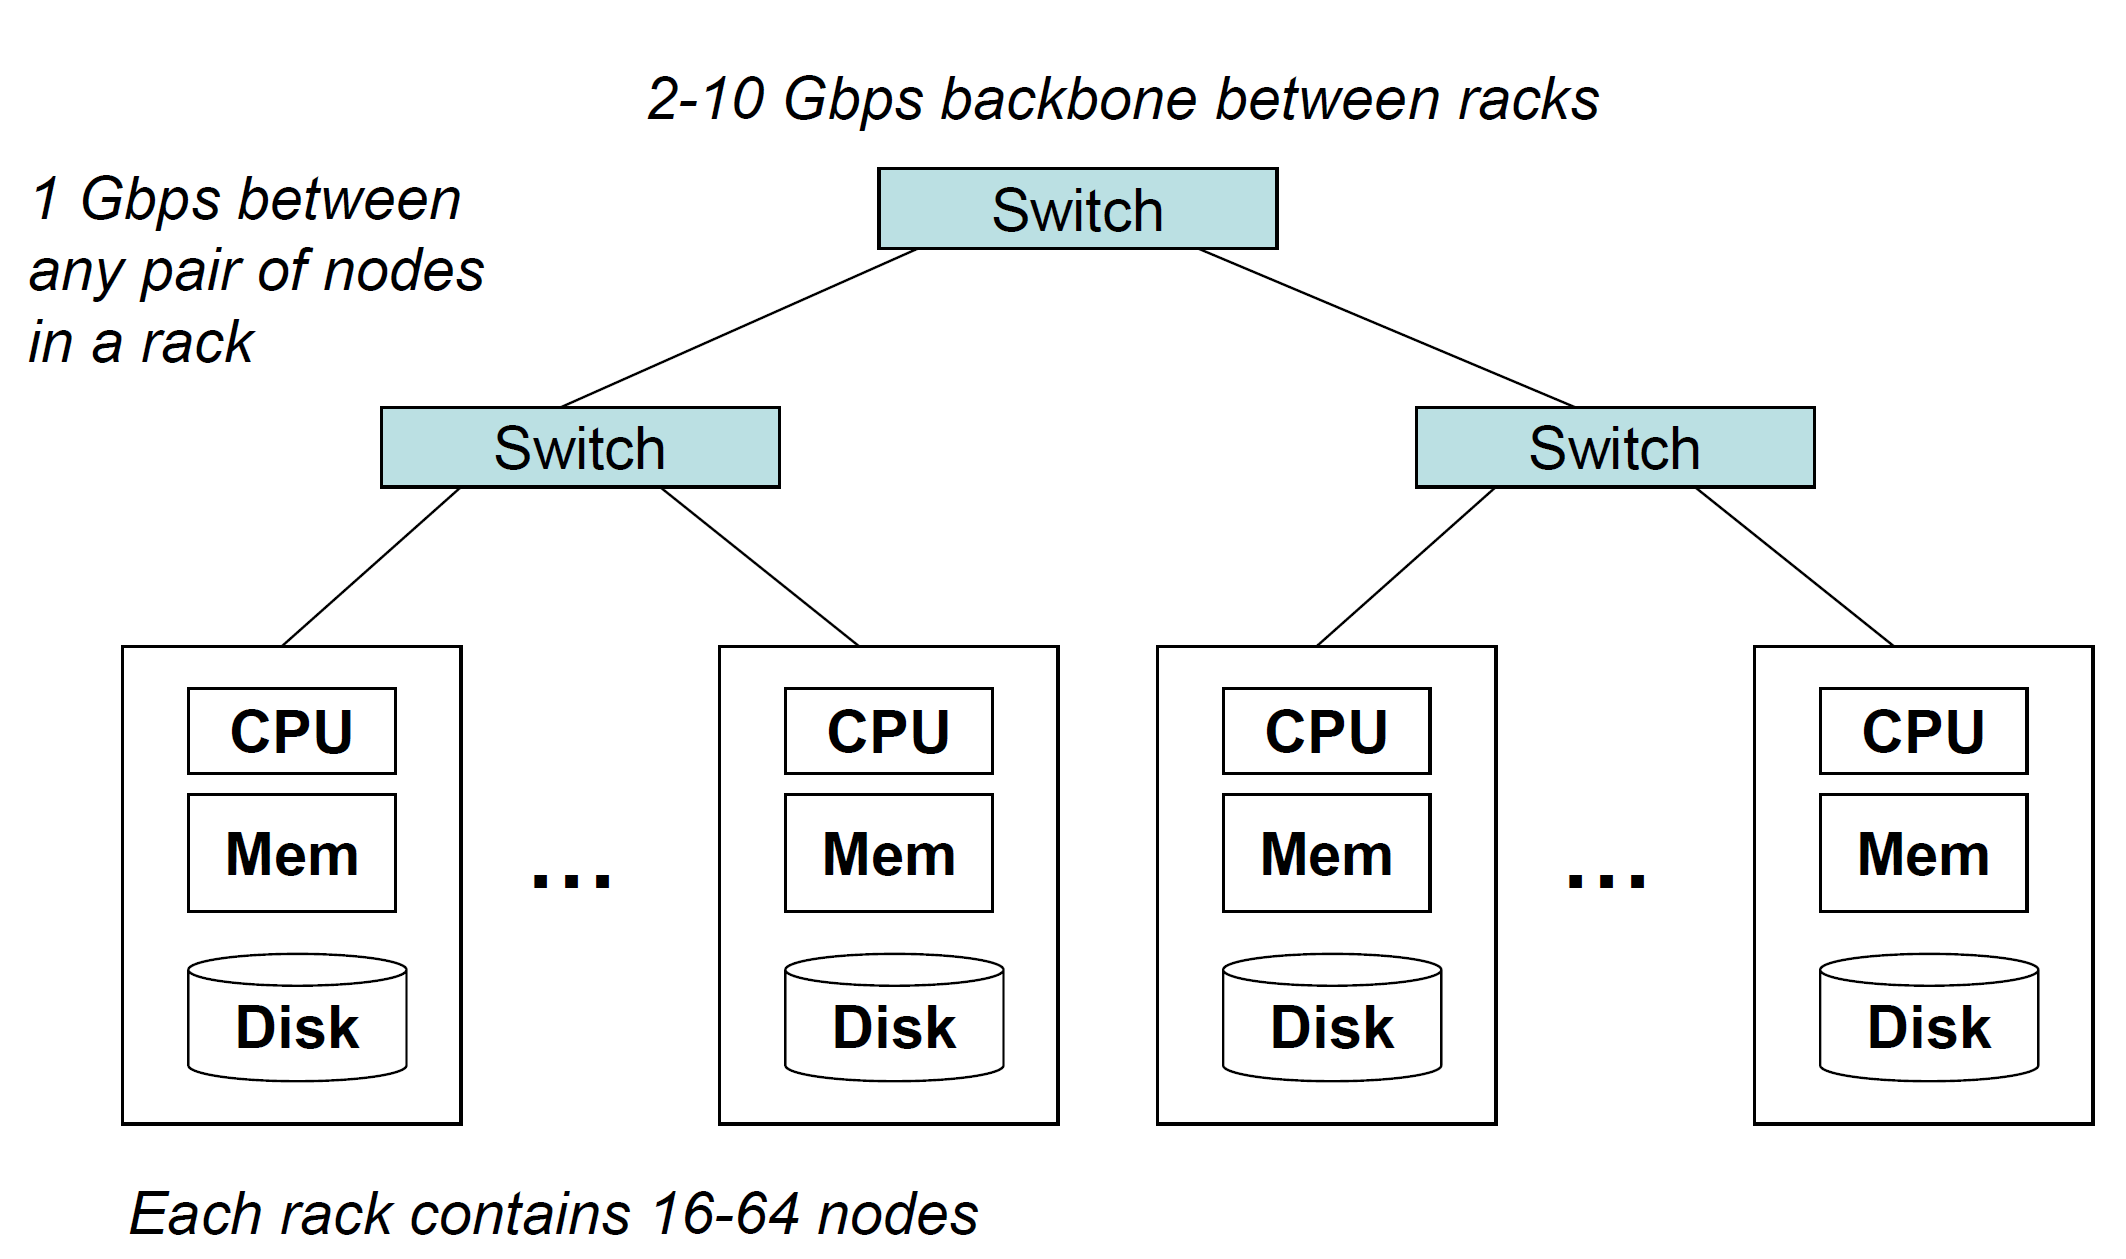 2-10 Gbps backbone between racks
1 Gbps between
any pair of nodes
in a rack
Switch
Switch
Switch
CPU
CPU
CPU
CPU
Mem
Mem
Mem
Mem
...
...
Disk
Disk
Disk
Disk
Each rack contains 16-64 nodes